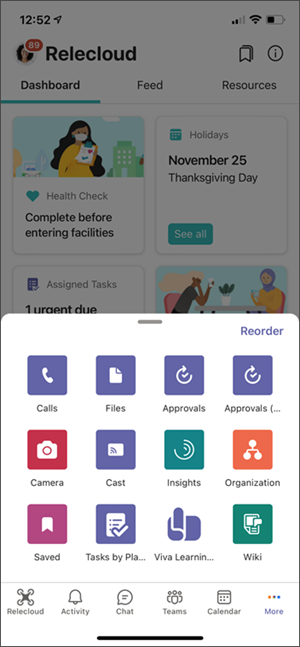 12:52
89
Relecloud
Dashboard
Feed
Resources
Holidays
November 25
Thanksgiving Day
See all
Health Check
Complete before
entering facilities
Assigned Tasks
1 urgent due
Reorder
Calls
Files
Approvals
Approvals (...
Camera
Cast
Insights
Organization
Saved
Tasks by Pla...
Viva Learnin...
Wiki
Relecloud
Activity
Chat
Teams
Calendar
More